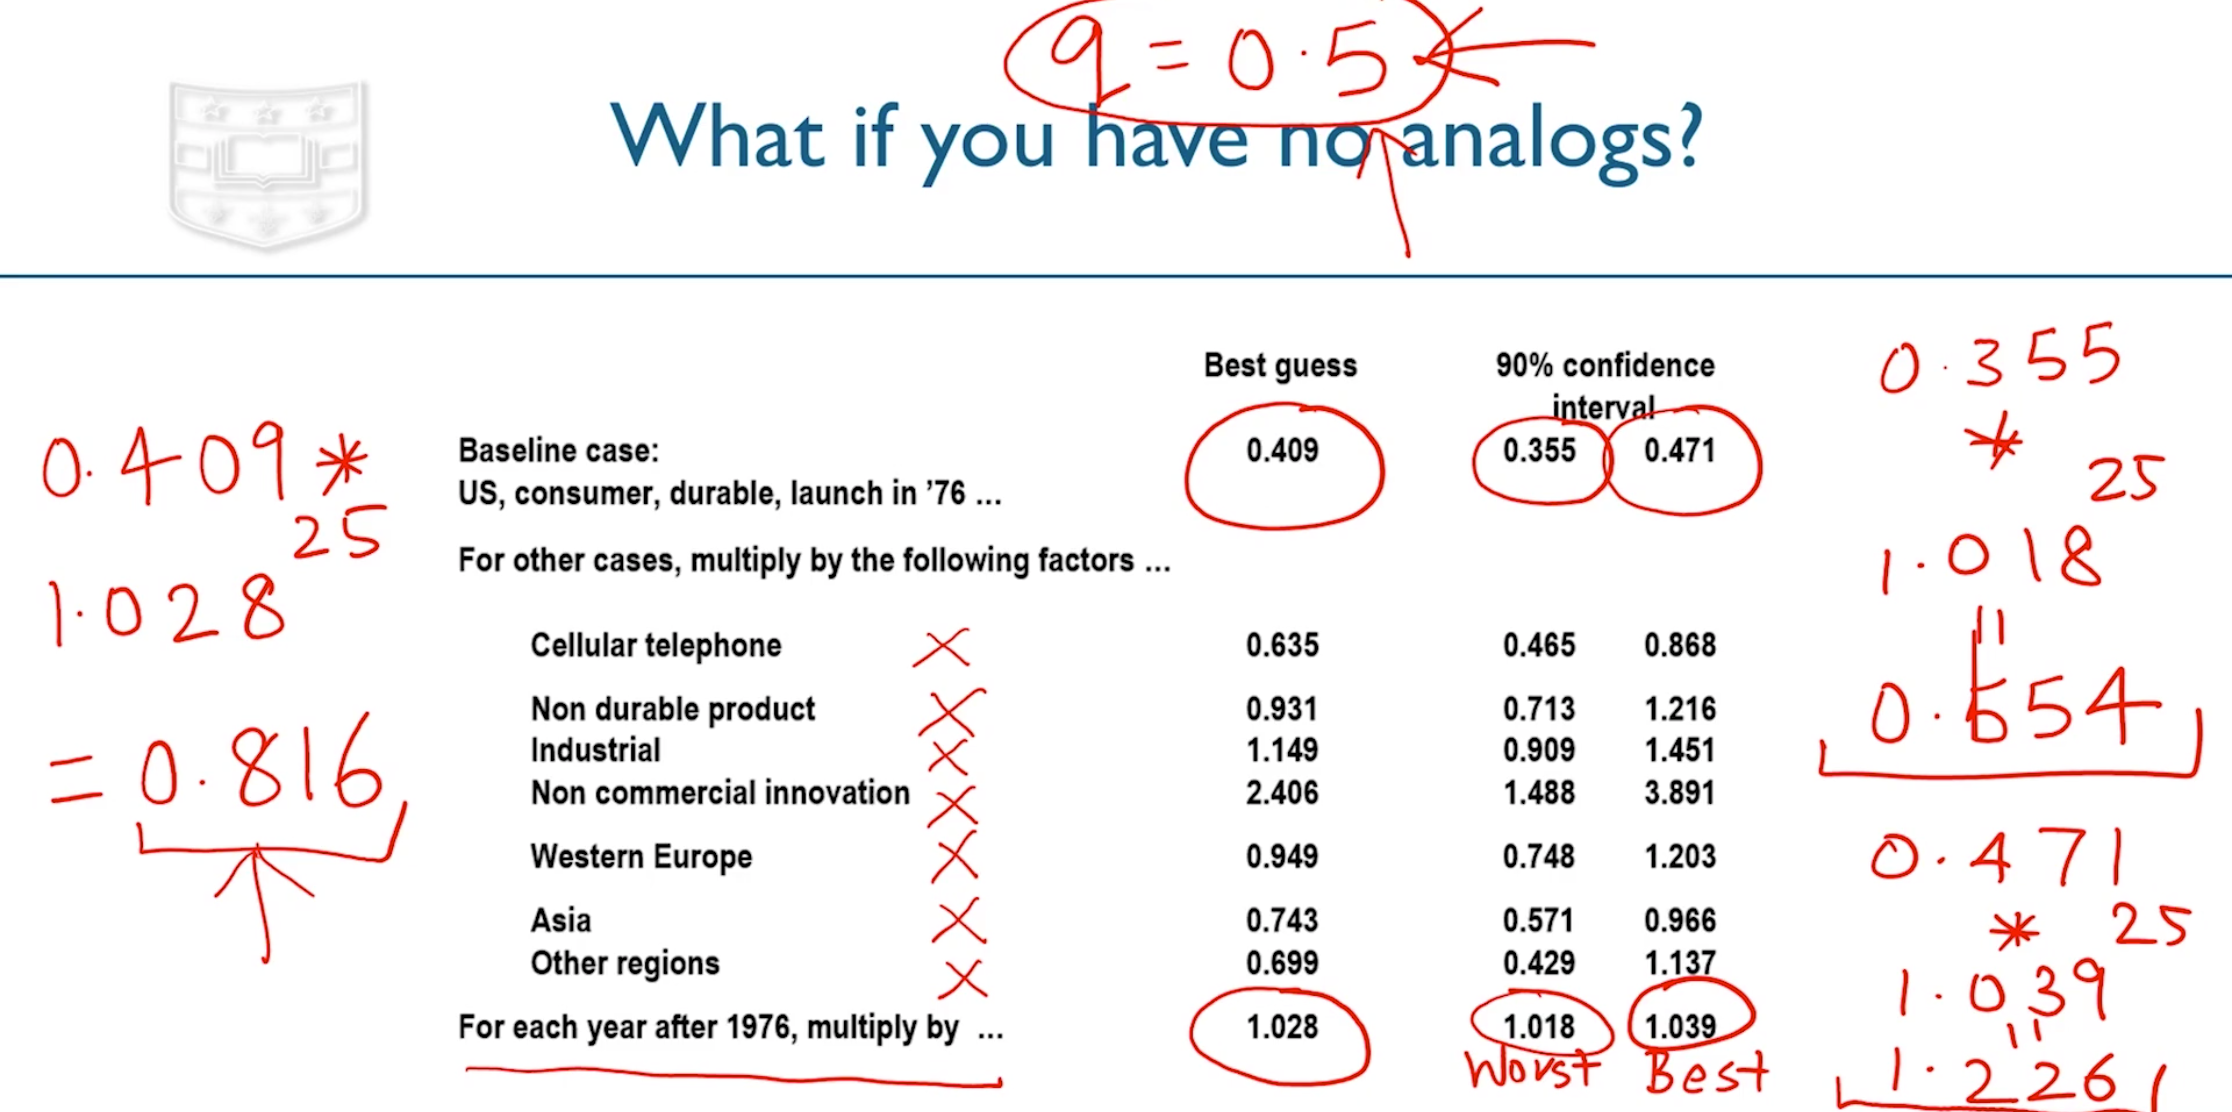 q = 0.5
What if you have no analogs?
Best guess 90% confidence
interval
Baseline case: 0.409 0.355 0.471
US, consumer, durable, launch in ’76 ...
For other cases, multiply by the following factors ...
Cellular telephone 0.635 0.465 0.868
Non durable product 0.931 0.713 1.216
Industrial 1.149 0.909 1.451
Non commercial innovation 2.406 1.488 3.891
Western Europe 0.949 0.748 1.203
Asia 0.743 0.571 0.966
Other regions 0.699 0.429 1.137
For each year after 1976, multiply by ... 1.028 1.018 1.039
Worst Best
0.409 *
25
1.028
= 0.816
0.355
*
25
1.018
=
0.554
0.471
* 25
1.039
=
1.226